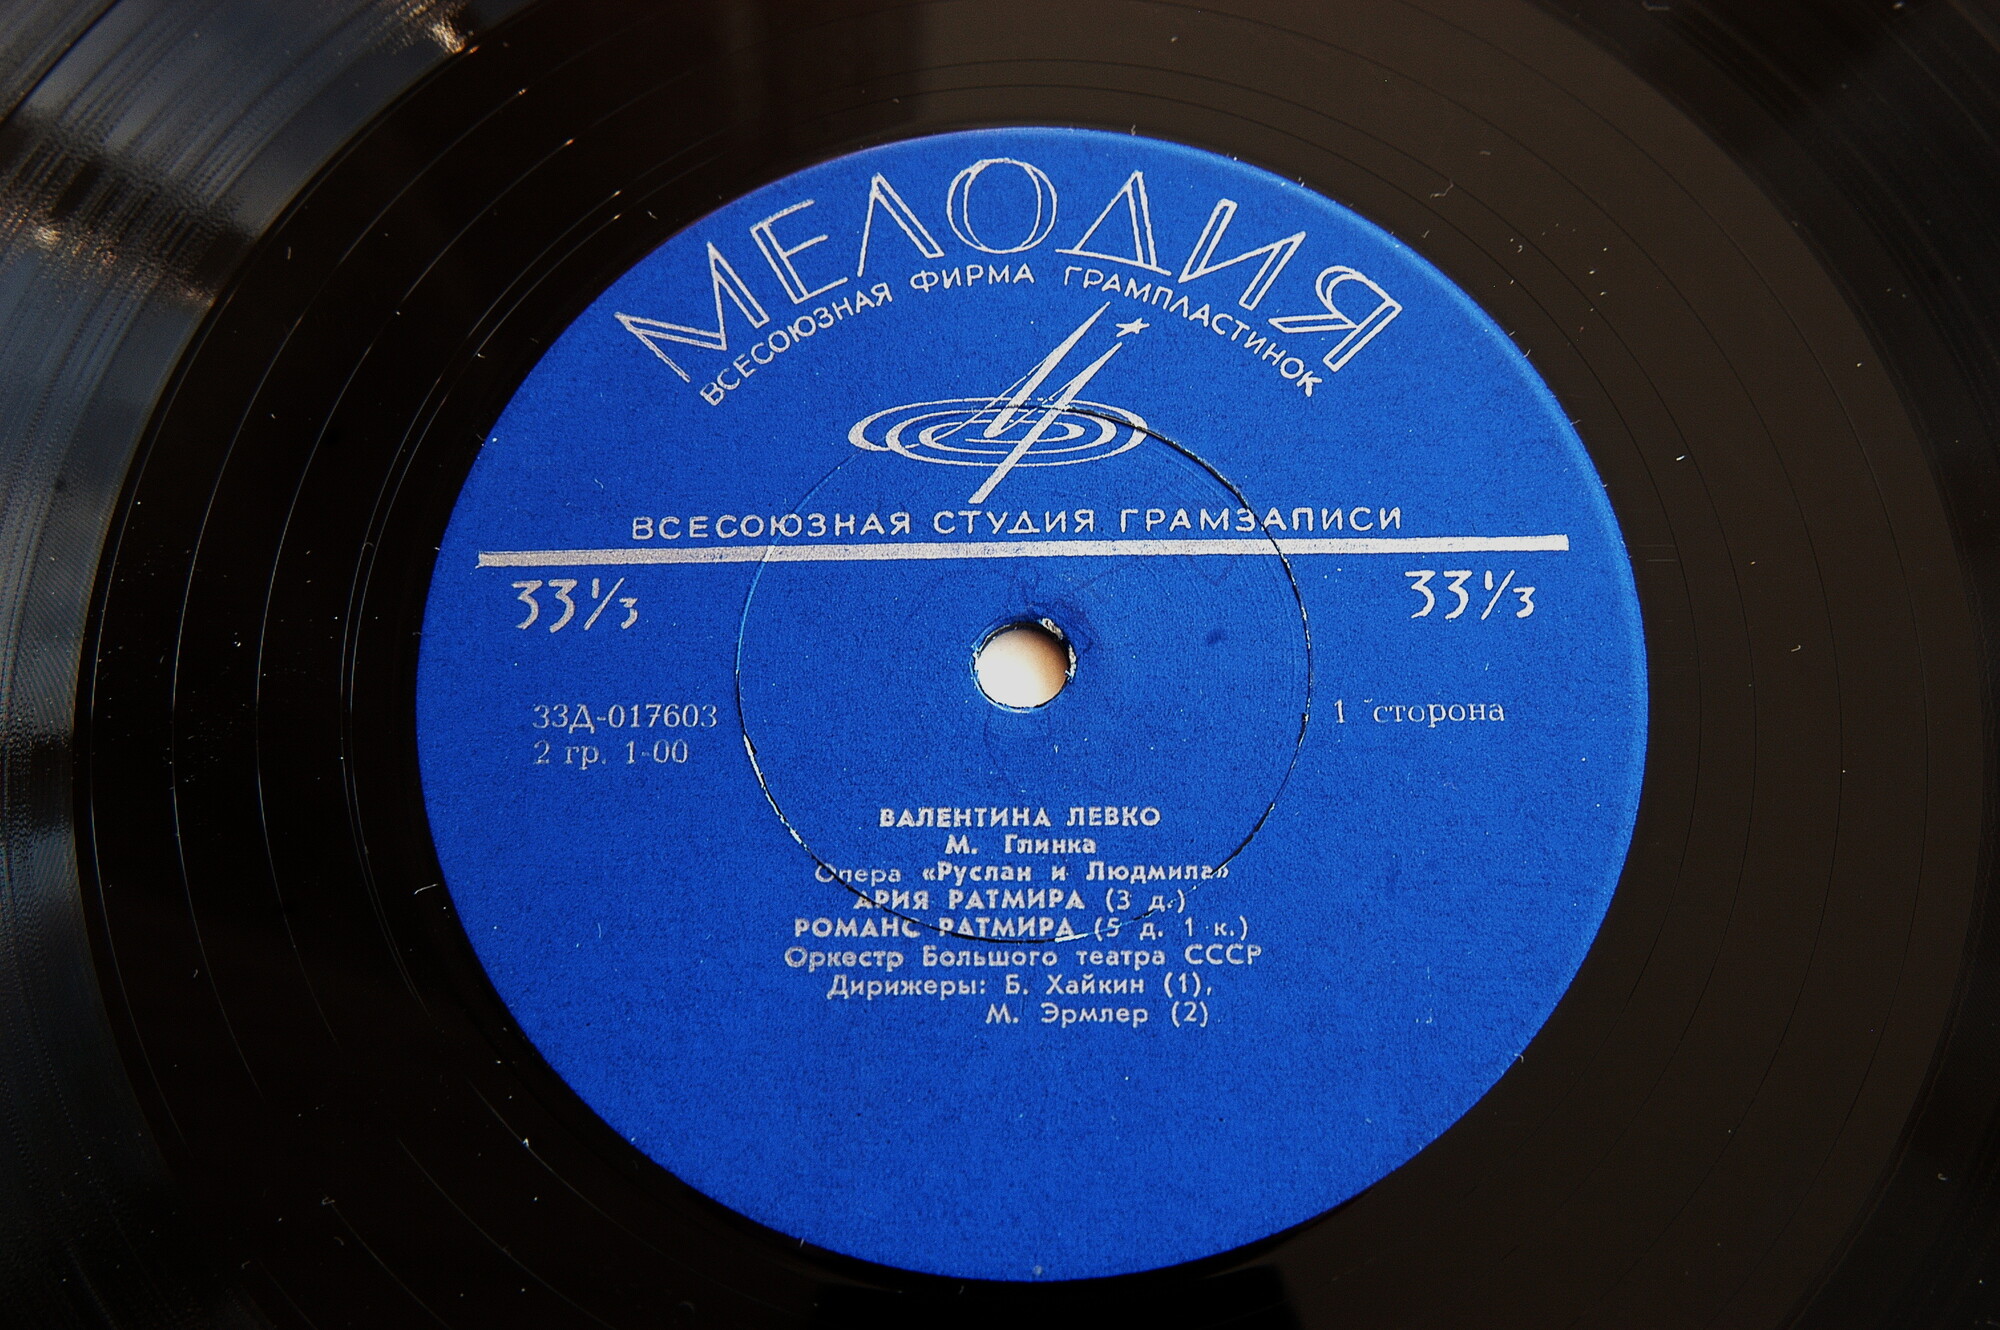 МЕЛОДИЯ
ВСЕСОЮЗНАЯ ФИРМА ГРАМПЛАСТИНОК
ВСЕСОЮЗНАЯ СТУДИЯ ГРАМЗАПИСИ
33⅓ 33⅓
33Д-017603 1 сторона
2 гр. 1-00
ВАЛЕНТИНА ЛЕВКО
М. Глинка
Опера «Руслан и Людмила»
АРИЯ РАТМИРА (3 д.)
РОМАНС РАТМИРА (5 д. 1 к.)
Оркестр Большого театра СССР
Дирижеры: Б. Хайкин (1),
М. Эрмлер (2)